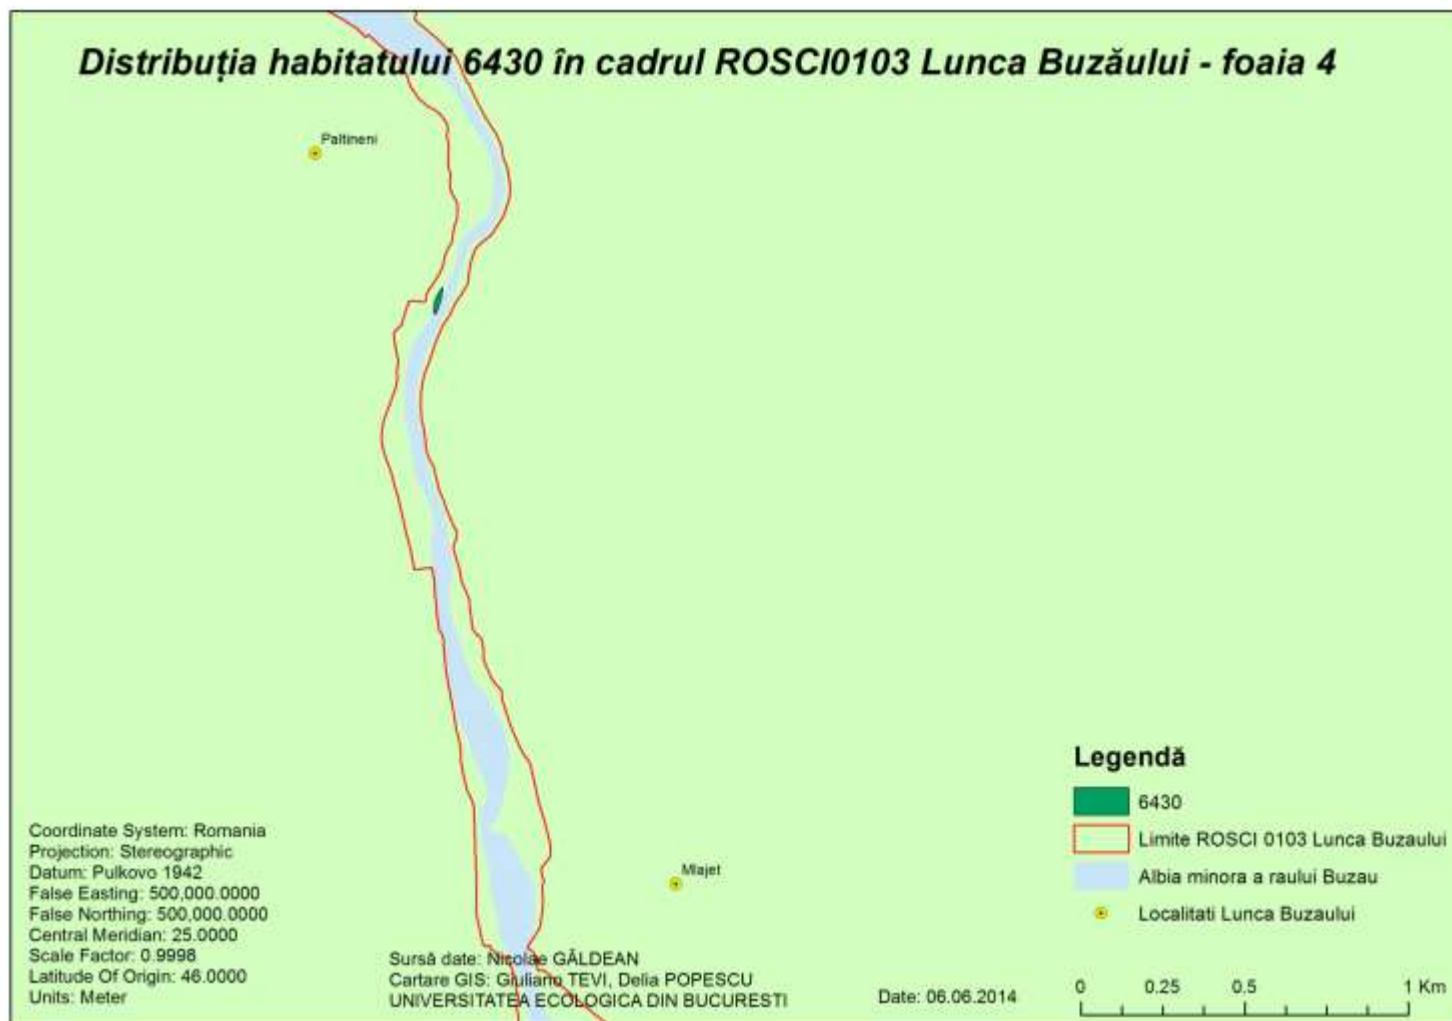 Distribuția habitatului 6430 în cadrul ROSCI0103 Lunca Buzăului - foaia 4
Paltineni
Mlajet
Legendă
6430
Limite ROSCI 0103 Lunca Buzaului
Albia minora a raului Buzau
Localitati Lunca Buzaului
Coordinate System: Romania
Projection: Stereographic
Datum: Pulkovo 1942
False Easting: 500,000.0000
False Northing: 500,000.0000
Central Meridian: 25.0000
Scale Factor: 0.9998
Latitude Of Origin: 46.0000
Units: Meter
Sursă date: Nicolae GÂLDEAN
Cartare GIS: Giuliano TEVI, Delia POPESCU
UNIVERSITATEA ECOLOGICA DIN BUCURESTI
Date: 06.06.2014
0 0.25 0.5 1 Km